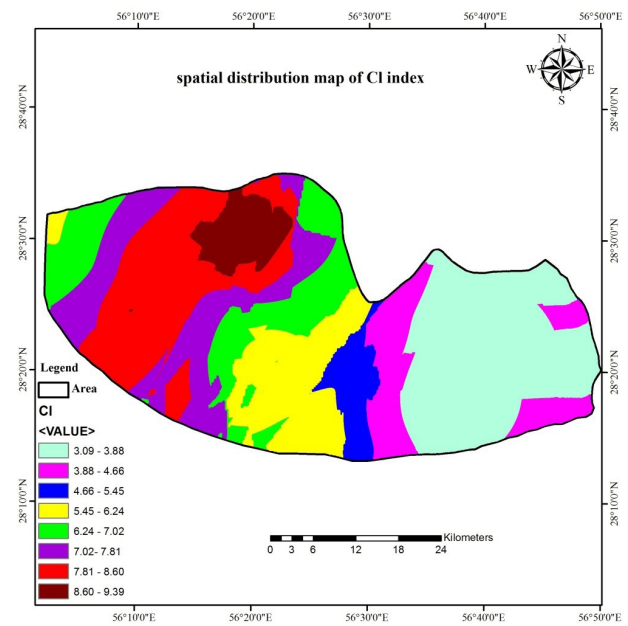 56°10'0"E 56°20'0"E 56°30'0"E 56°40'0"E 56°50'0"E
N
W E
S
spatial distribution map of Cl index
28°40'0"N 28°40'0"N
28°30'0"N 28°30'0"N
28°20'0"N 28°20'0"N
28°10'0"N 28°10'0"N
Legend
Area
Cl
<VALUE>
3.09 - 3.88
3.88 - 4.66
4.66 - 5.45
5.45 - 6.24
6.24 - 7.02
7.02- 7.81
7.81 - 8.60
8.60 - 9.39
Kilometers
0 3 6 12 18 24
56°10'0"E 56°20'0"E 56°30'0"E 56°40'0"E 56°50'0"E